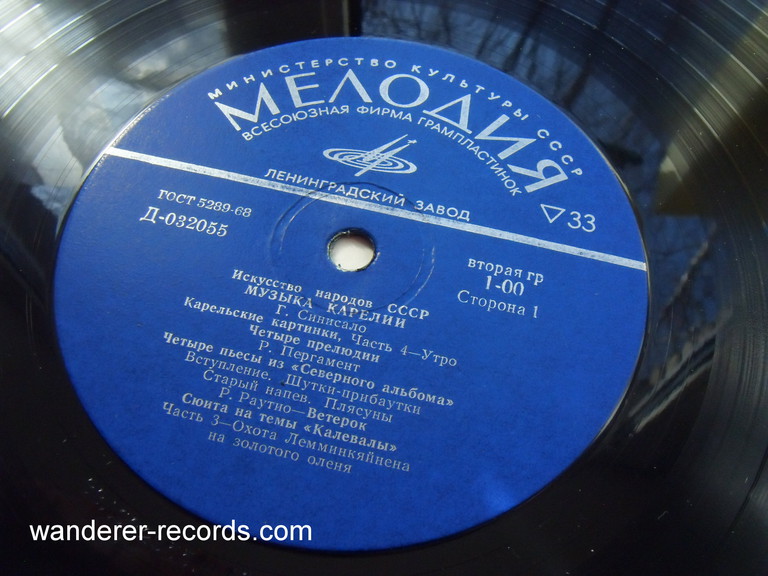 МИНИСТЕРСТВО КУЛЬТУРЫ СССР
МЕЛОДИЯ
ВСЕСОЮЗНАЯ ФИРМА ГРАМПЛАСТИНОК
ЛЕНИНГРАДСКИЙ ЗАВОД
33
ГОСТ 5289-68
Д-032055
вторая гр
1-00
Сторона 1
Искусство народов СССР
МУЗЫКА КАРЕЛИИ
Г. Синисало
Карельские картинки, Часть 4—Утро
Четыре прелюдии
Р. Пергамент
Четыре пьесы из «Северного альбома»
Вступление. Шутки-прибаутки
Старый напев. Плясуны
Р. Раутио—Ветерок
Сюита на темы «Калевалы»
Часть 3—Охота Лемминкяйнена
на золотого оленя
wanderer-records.com